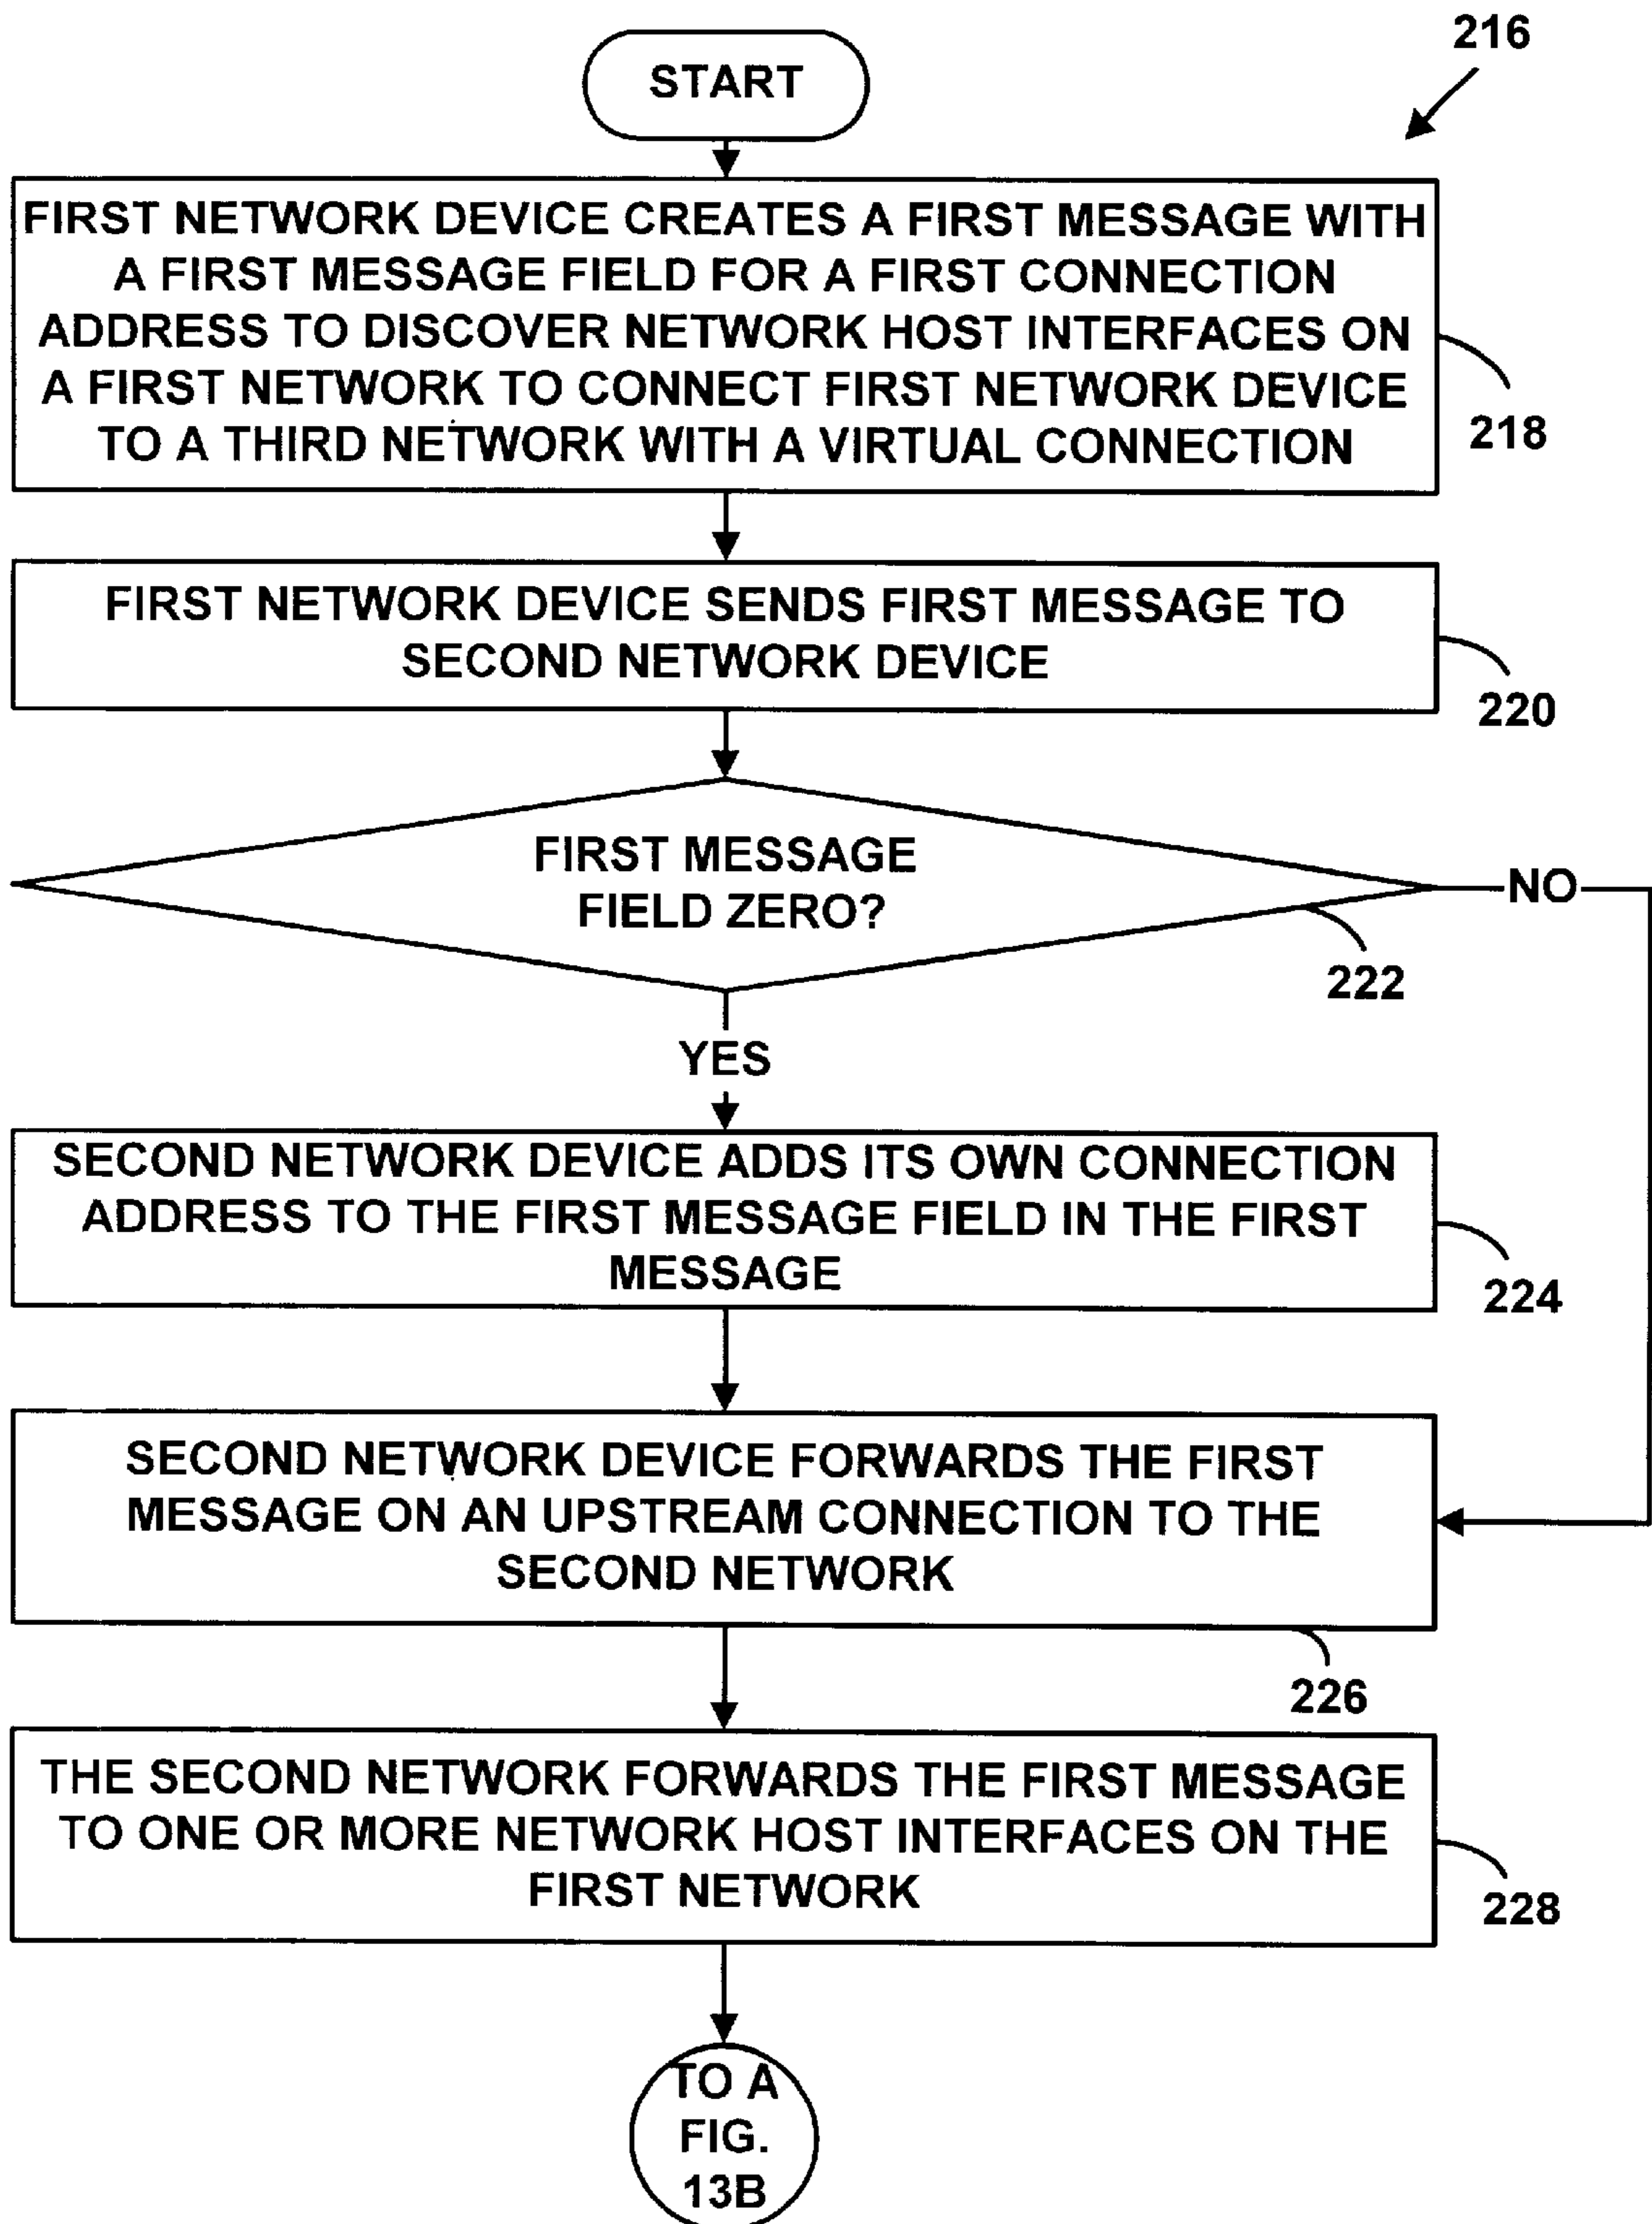 216
START
FIRST NETWORK DEVICE CREATES A FIRST MESSAGE WITH
A FIRST MESSAGE FIELD FOR A FIRST CONNECTION
ADDRESS TO DISCOVER NETWORK HOST INTERFACES ON
A FIRST NETWORK TO CONNECT FIRST NETWORK DEVICE
TO A THIRD NETWORK WITH A VIRTUAL CONNECTION
218
FIRST NETWORK DEVICE SENDS FIRST MESSAGE TO
SECOND NETWORK DEVICE
220
FIRST MESSAGE
FIELD ZERO?
NO
222
YES
SECOND NETWORK DEVICE ADDS ITS OWN CONNECTION
ADDRESS TO THE FIRST MESSAGE FIELD IN THE FIRST
MESSAGE
224
SECOND NETWORK DEVICE FORWARDS THE FIRST
MESSAGE ON AN UPSTREAM CONNECTION TO THE
SECOND NETWORK
226
THE SECOND NETWORK FORWARDS THE FIRST MESSAGE
TO ONE OR MORE NETWORK HOST INTERFACES ON THE
FIRST NETWORK
228
TO A
FIG.
13B